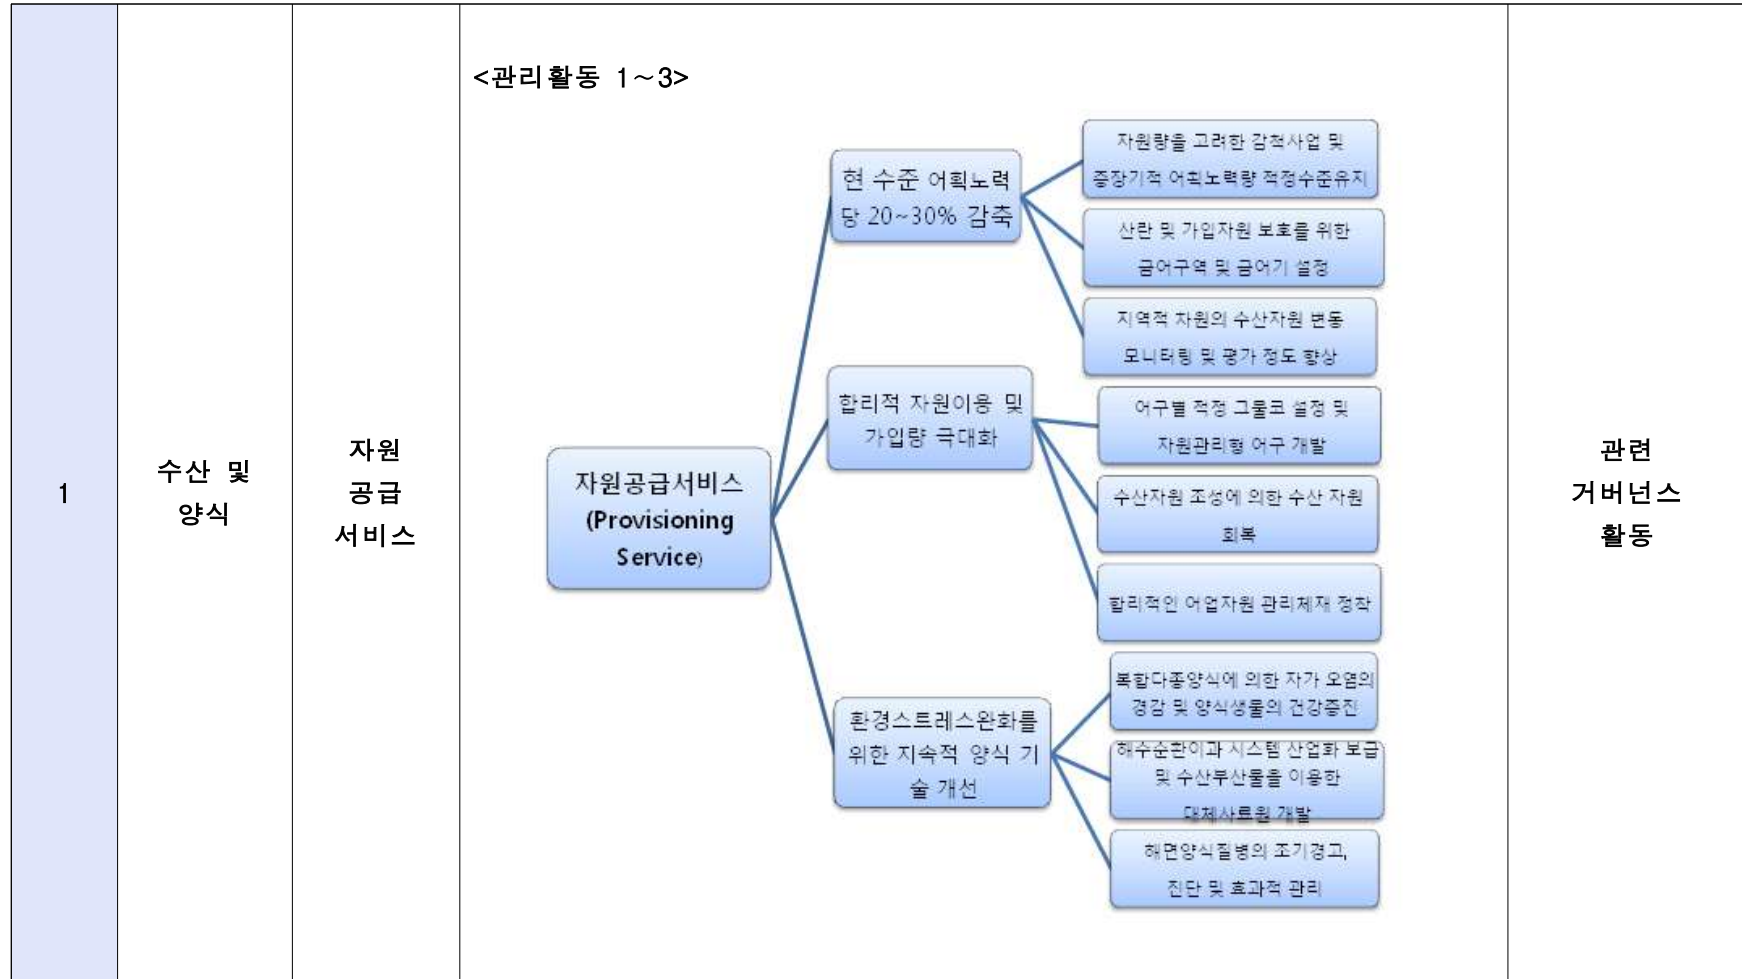 1
수산 및
양식
자원
공급
서비스
<관리활동 1~3>
자원공급서비스
(Provisioning
Service)
현 수준 어획노력
당 20~30% 감축
자원량을 고려한 감척사업 및
중장기적 어획노력량 적정수준유지
산란 및 가입자원 보호를 위한
금어구역 및 금어기 설정
지역적 차원의 수산자원 변동
모니터링 및 평가 정도 향상
합리적 자원이용 및
가입량 극대화
어구별 적정 그물코 설정 및
자원관리형 어구 개발
수산자원 조성에 의한 수산 자원
회복
합리적인 어업자원 관리체재 정착
환경스트레스완화를
위한 지속적 양식 기
술 개선
복합다종양식에 의한 자가 오염의
경감 및 양식생물의 건강증진
해수순환여과 시스템 산업화 보급
및 수산부산물을 이용한
대체사료원 개발
해면양식질병의 조기경고,
진단 및 효과적 관리
관련
거버넌스
활동